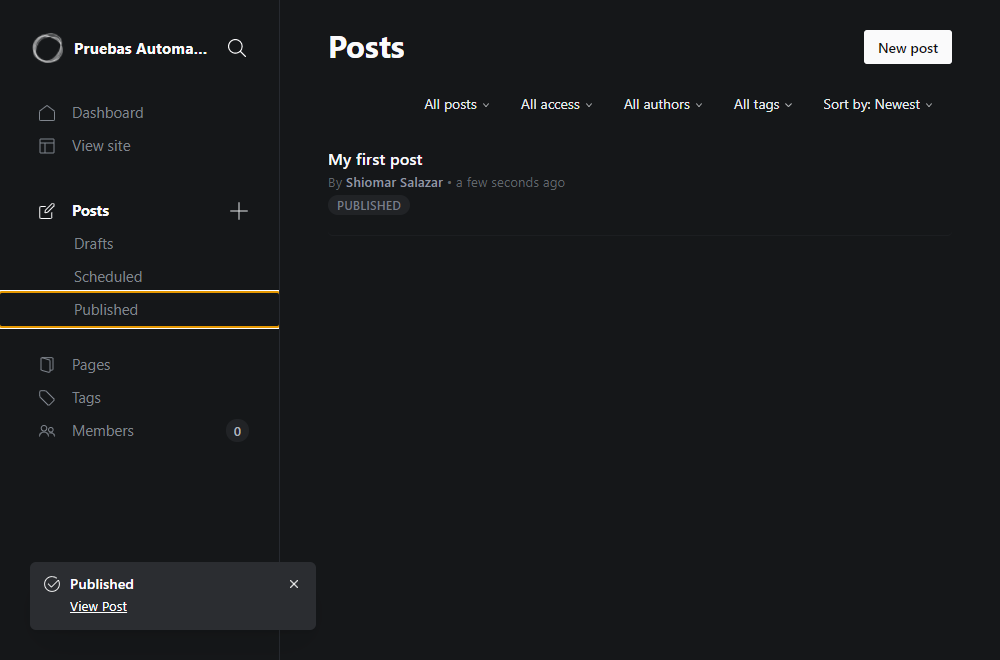 Pruebas Automa...
Dashboard
View site
Posts
Drafts
Scheduled
Published
Pages
Tags
Members
0
Posts
New post
All posts
All access
All authors
All tags
Sort by: Newest
My first post
By Shiomar Salazar • a few seconds ago
PUBLISHED
Published
View Post